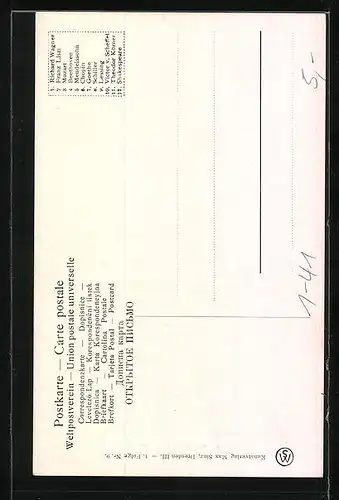 Postkarte — Carte postale
Weltpostverein — Union postale universelle
Correspondenzkarte — Dopisnice —
Levelezö Lap — Korespondenční lístek
Dopisnica — Karta Korespondencyjna
Briefkaart — Cartolina Postale
Brefkort — Tarjeta Postal — Postcard
Дописна карта
ОТКРЫТОЕ ПИСЬМО
1. Richard Wagner
2. Franz Liszt
3. Mozart
4. Beethoven
5. Mendelssohn
6. Chopin
7. Goethe
8. Schiller
9. Lessing
10. Victor v. Scheffel
11. Theodor Körner
12. Shakespeare
5,-
1-41
Kunstverlag Max Sinz, Dresden III. — 1. Folge Nr. 9.